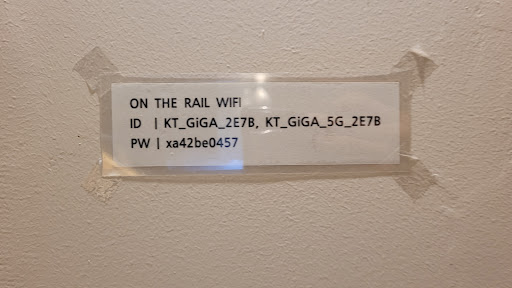 ON THE RAIL WIFI
ID | KT_GiGA_2E7B, KT_GiGA_5G_2E7B
PW | xa42be0457